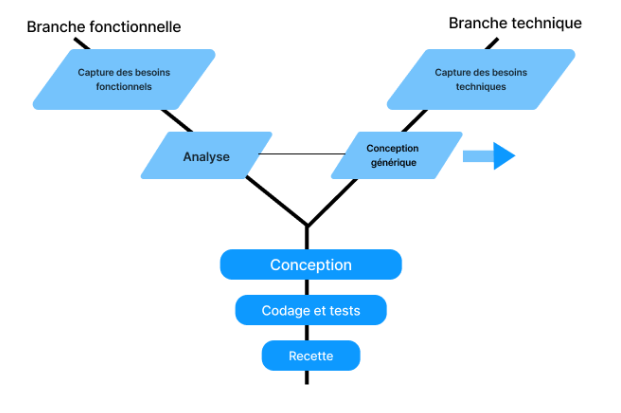 Branche fonctionnelle
Branche technique
Capture des besoins
fonctionnels
Capture des besoins
techniques
Analyse
Conception
générique
Conception
Codage et tests
Recette